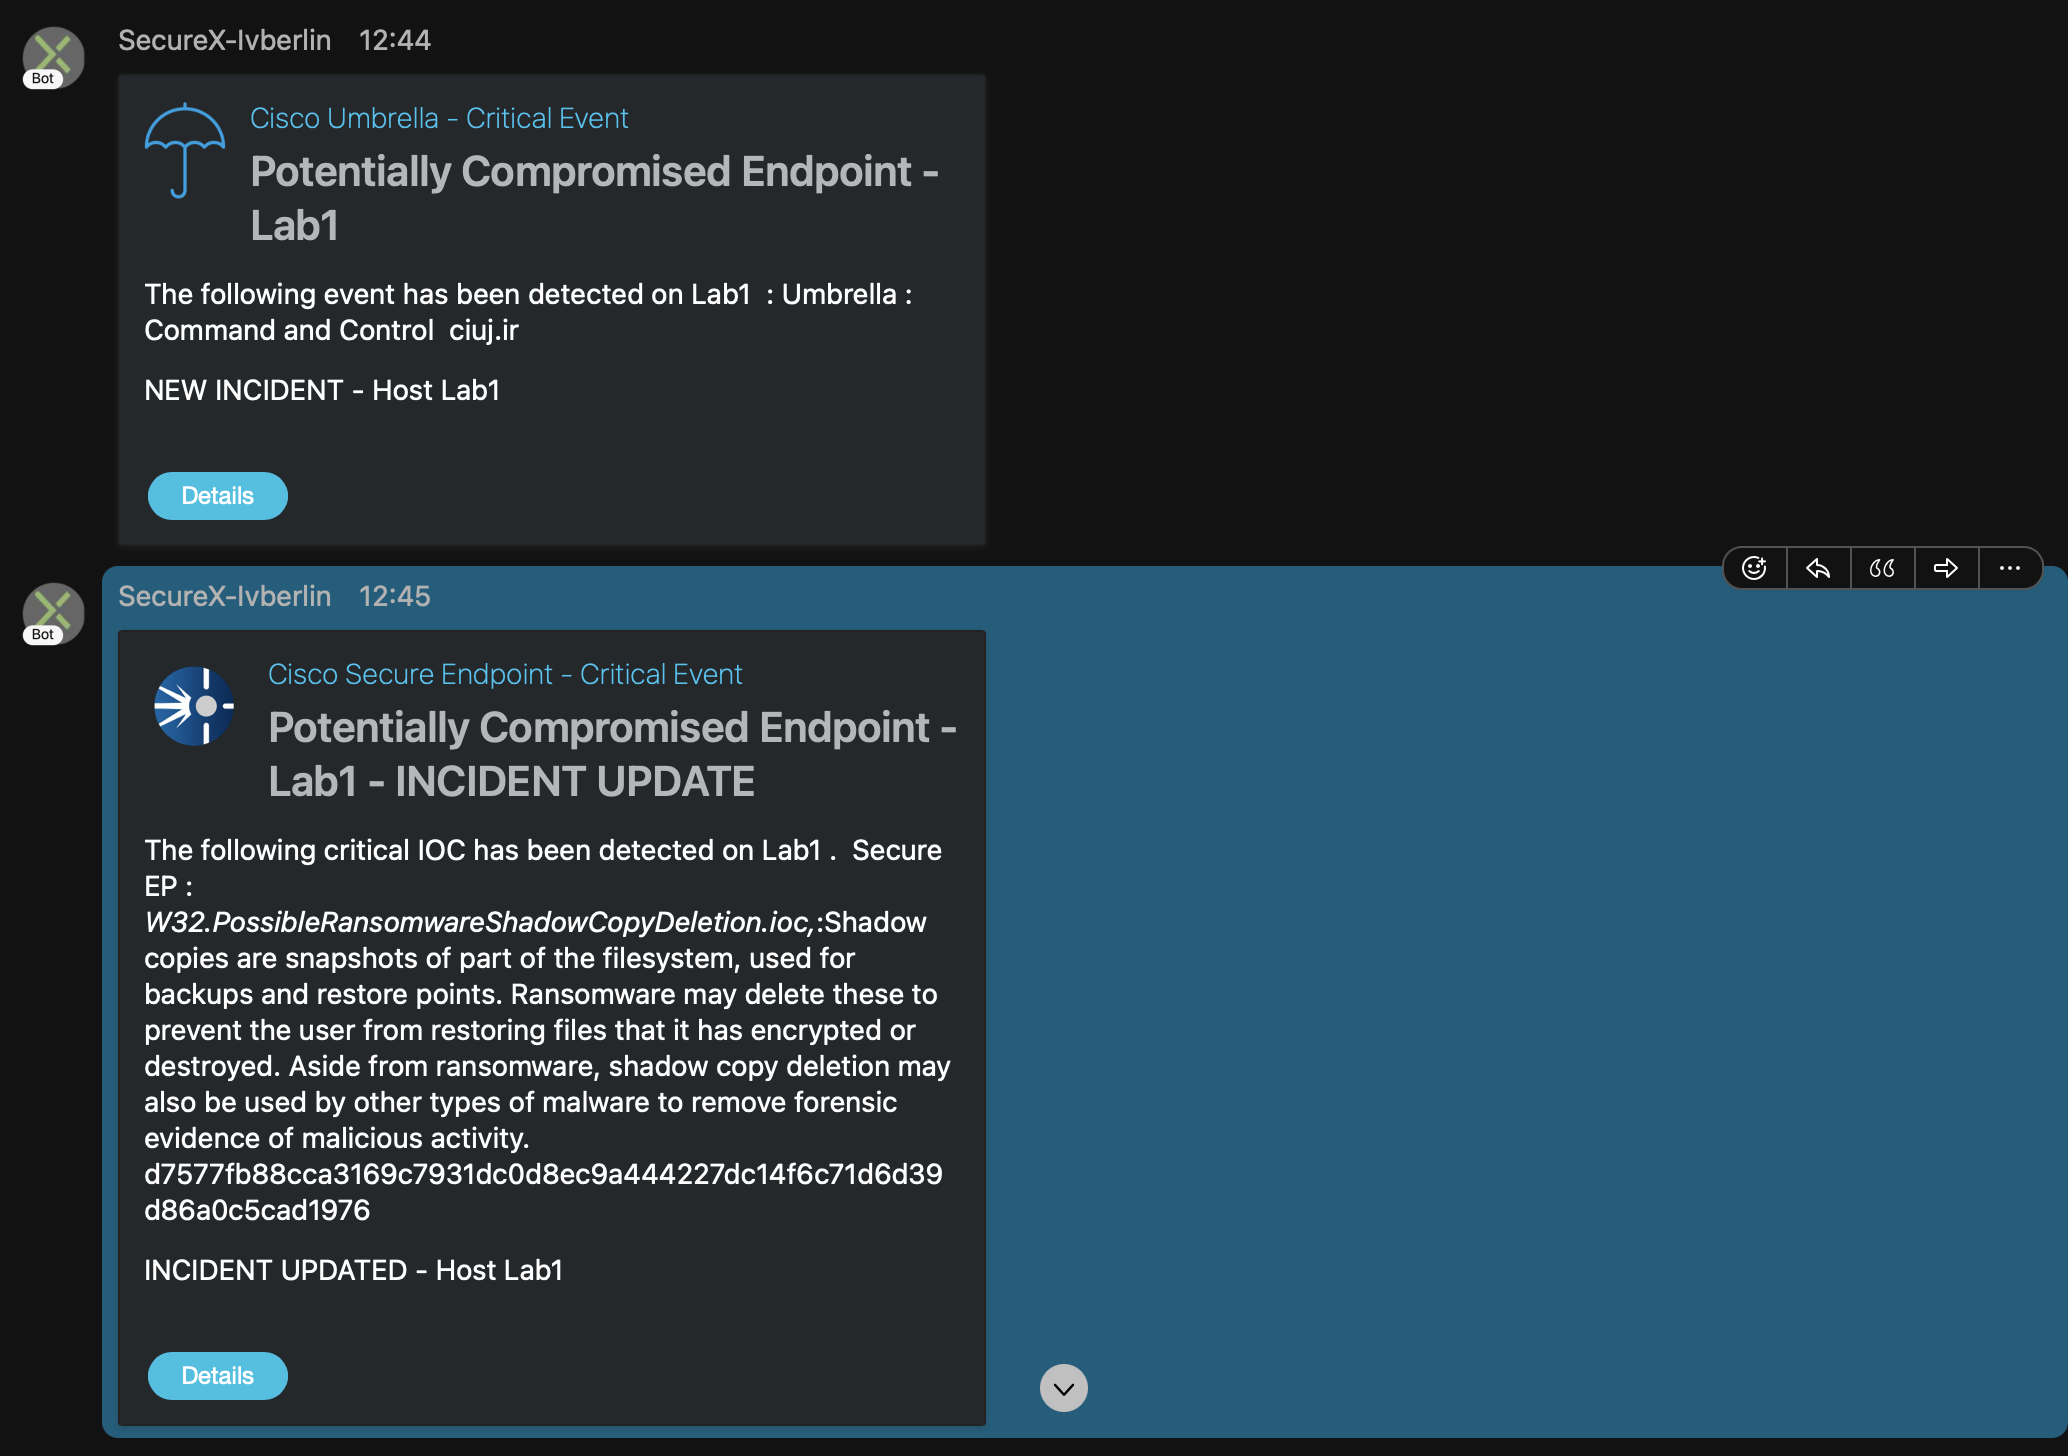 SecureX-Ivberlin 12:44
Bot
Cisco Umbrella - Critical Event
Potentially Compromised Endpoint -
Lab1
The following event has been detected on Lab1 : Umbrella :
Command and Control ciuj.ir
NEW INCIDENT - Host Lab1
Details
SecureX-Ivberlin 12:45
Bot
Cisco Secure Endpoint - Critical Event
Potentially Compromised Endpoint -
Lab1 - INCIDENT UPDATE
The following critical IOC has been detected on Lab1 . Secure
EP :
W32.PossibleRansomwareShadowCopyDeletion.ioc,:Shadow
copies are snapshots of part of the filesystem, used for
backups and restore points. Ransomware may delete these to
prevent the user from restoring files that it has encrypted or
destroyed. Aside from ransomware, shadow copy deletion may
also be used by other types of malware to remove forensic
evidence of malicious activity.
d7577fb88cca3169c7931dc0d8ec9a444227dc14f6c71d6d39
d86a0c5cad1976
INCIDENT UPDATED - Host Lab1
Details